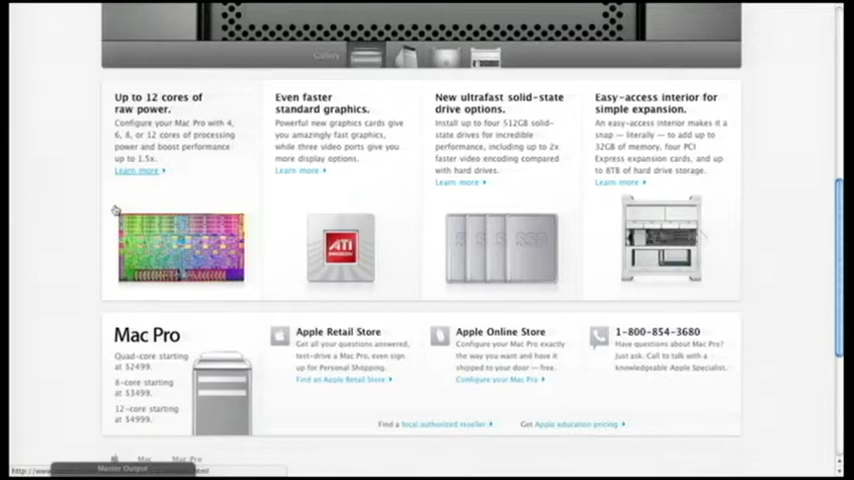 Gallery
Up to 12 cores of
raw power.
Configure your Mac Pro with 4,
6, 8, or 12 cores of processing
power and boost performance
up to 1.5x.
Learn more
Even faster
standard graphics.
Powerful new graphics cards give
you amazingly fast graphics,
while three video ports give you
more display options.
Learn more
New ultrafast solid-state
drive options.
Install up to four 512GB solid-
state drives for incredible
performance, including up to 2x
faster video encoding compared
with hard drives.
Learn more
Easy-access interior for
simple expansion.
An easy-access interior makes it a
snap — literally — to add up to
32GB of memory, four PCI
Express expansion cards, and up
to 8TB of hard drive storage.
Learn more
ATI
RADEON
SSD
Mac Pro
Quad-core starting
at $2499.
8-core starting
at $3499.
12-core starting
at $4999.
Apple Retail Store
Get all your questions answered,
test-drive a Mac Pro, even sign
up for Personal Shopping.
Find an Apple Retail Store
Apple Online Store
Configure your Mac Pro exactly
the way you want and have it
shipped to your door — free.
Configure your Mac Pro
1-800-854-3680
Have questions about Mac Pro?
Just ask. Call to talk with a
knowledgeable Apple Specialist.
Find a local authorized reseller
Get Apple education pricing
Mac
Mac Pro
Master Output